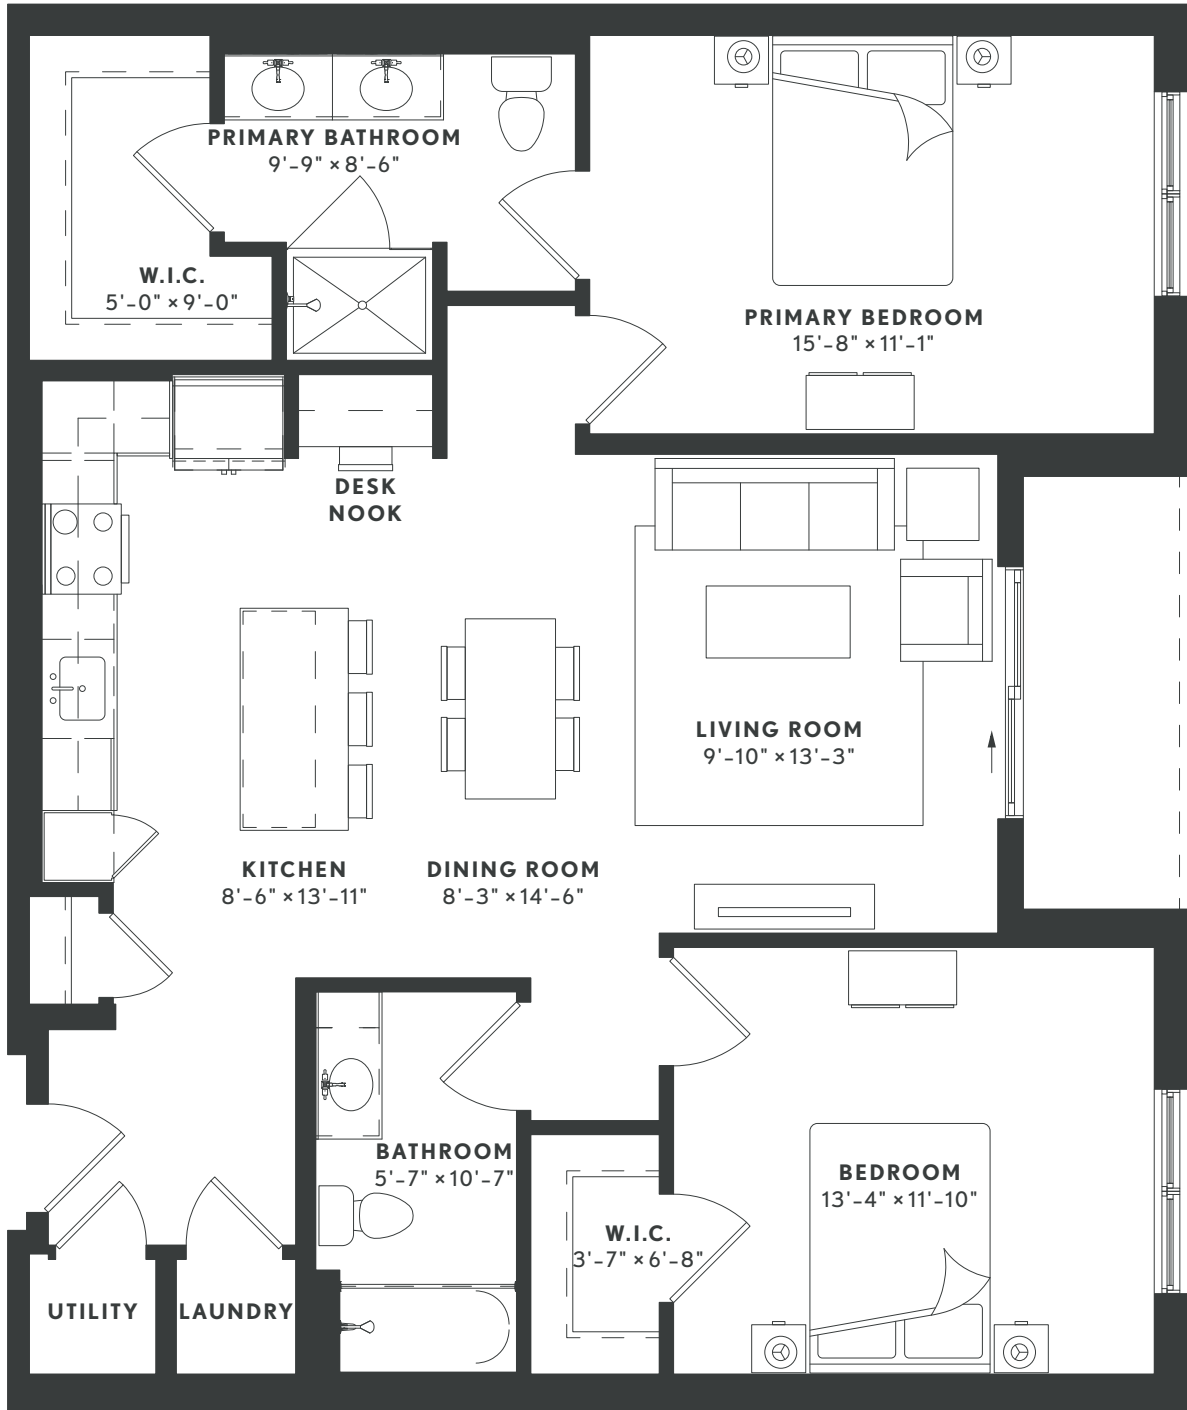 PRIMARY BATHROOM
9'-9" × 8'-6"
W.I.C.
5'-0" × 9'-0"
PRIMARY BEDROOM
15'-8" × 11'-1"
DESK
NOOK
LIVING ROOM
9'-10" × 13'-3"
KITCHEN
8'-6" × 13'-11"
DINING ROOM
8'-3" × 14'-6"
BATHROOM
5'-7" × 10'-7"
BEDROOM
13'-4" × 11'-10"
W.I.C.
3'-7" × 6'-8"
UTILITY
LAUNDRY